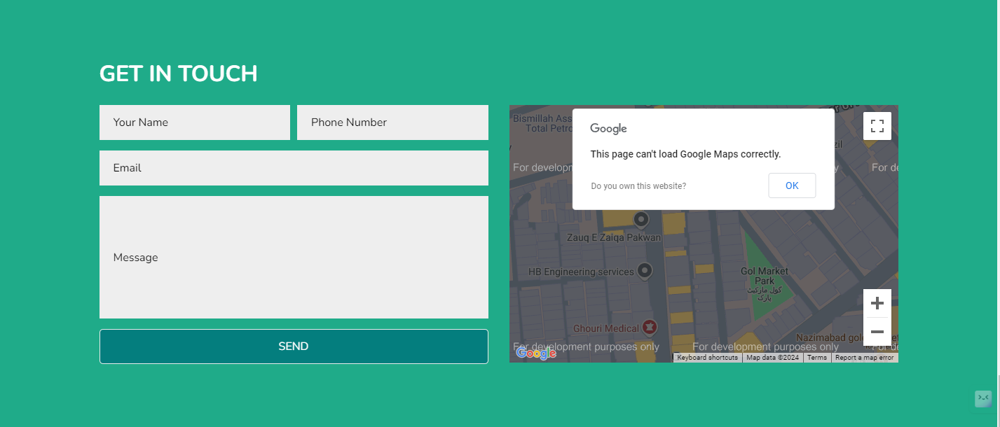 GET IN TOUCH
Your Name
Phone Number
Email
Message
SEND
Bismillah Ass
Total Petro
zil
For developm
y
For de
Google
This page can't load Google Maps correctly.
Do you own this website?
OK
Zauq E Zaiqa Pakwan
HB Engineering services
Gol Market
Park
گول مارکیٹ
پارک
Ghouri Medical
Nazimabad gol
For development purposes only
For development purposes only
Google
Keyboard shortcuts
Map data ©2024
Terms
Report a map error